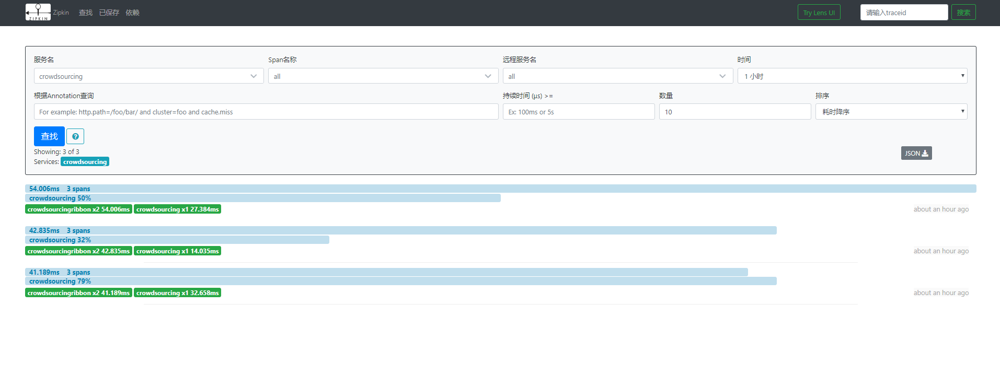 ZIPKIN Zipkin 查找 已保存 依赖 Try Lens UI 请输入traceid 搜索
服务名 Span名称 远程服务名 时间
crowdsourcing all all 1 小时
根据Annotation查询 持续时间 (μs) >= 数量 排序
For example: http.path=/foo/bar/ and cluster=foo and cache.miss Ex: 100ms or 5s 10 耗时降序
查找 ?
Showing: 3 of 3
Services: crowdsourcing JSON
54.006ms 3 spans
crowdsourcing 50%
crowdsourcingribbon x2 54.006ms crowdsourcing x1 27.384ms about an hour ago
42.835ms 3 spans
crowdsourcing 32%
crowdsourcingribbon x2 42.835ms crowdsourcing x1 14.035ms about an hour ago
41.189ms 3 spans
crowdsourcing 79%
crowdsourcingribbon x2 41.189ms crowdsourcing x1 32.658ms about an hour ago